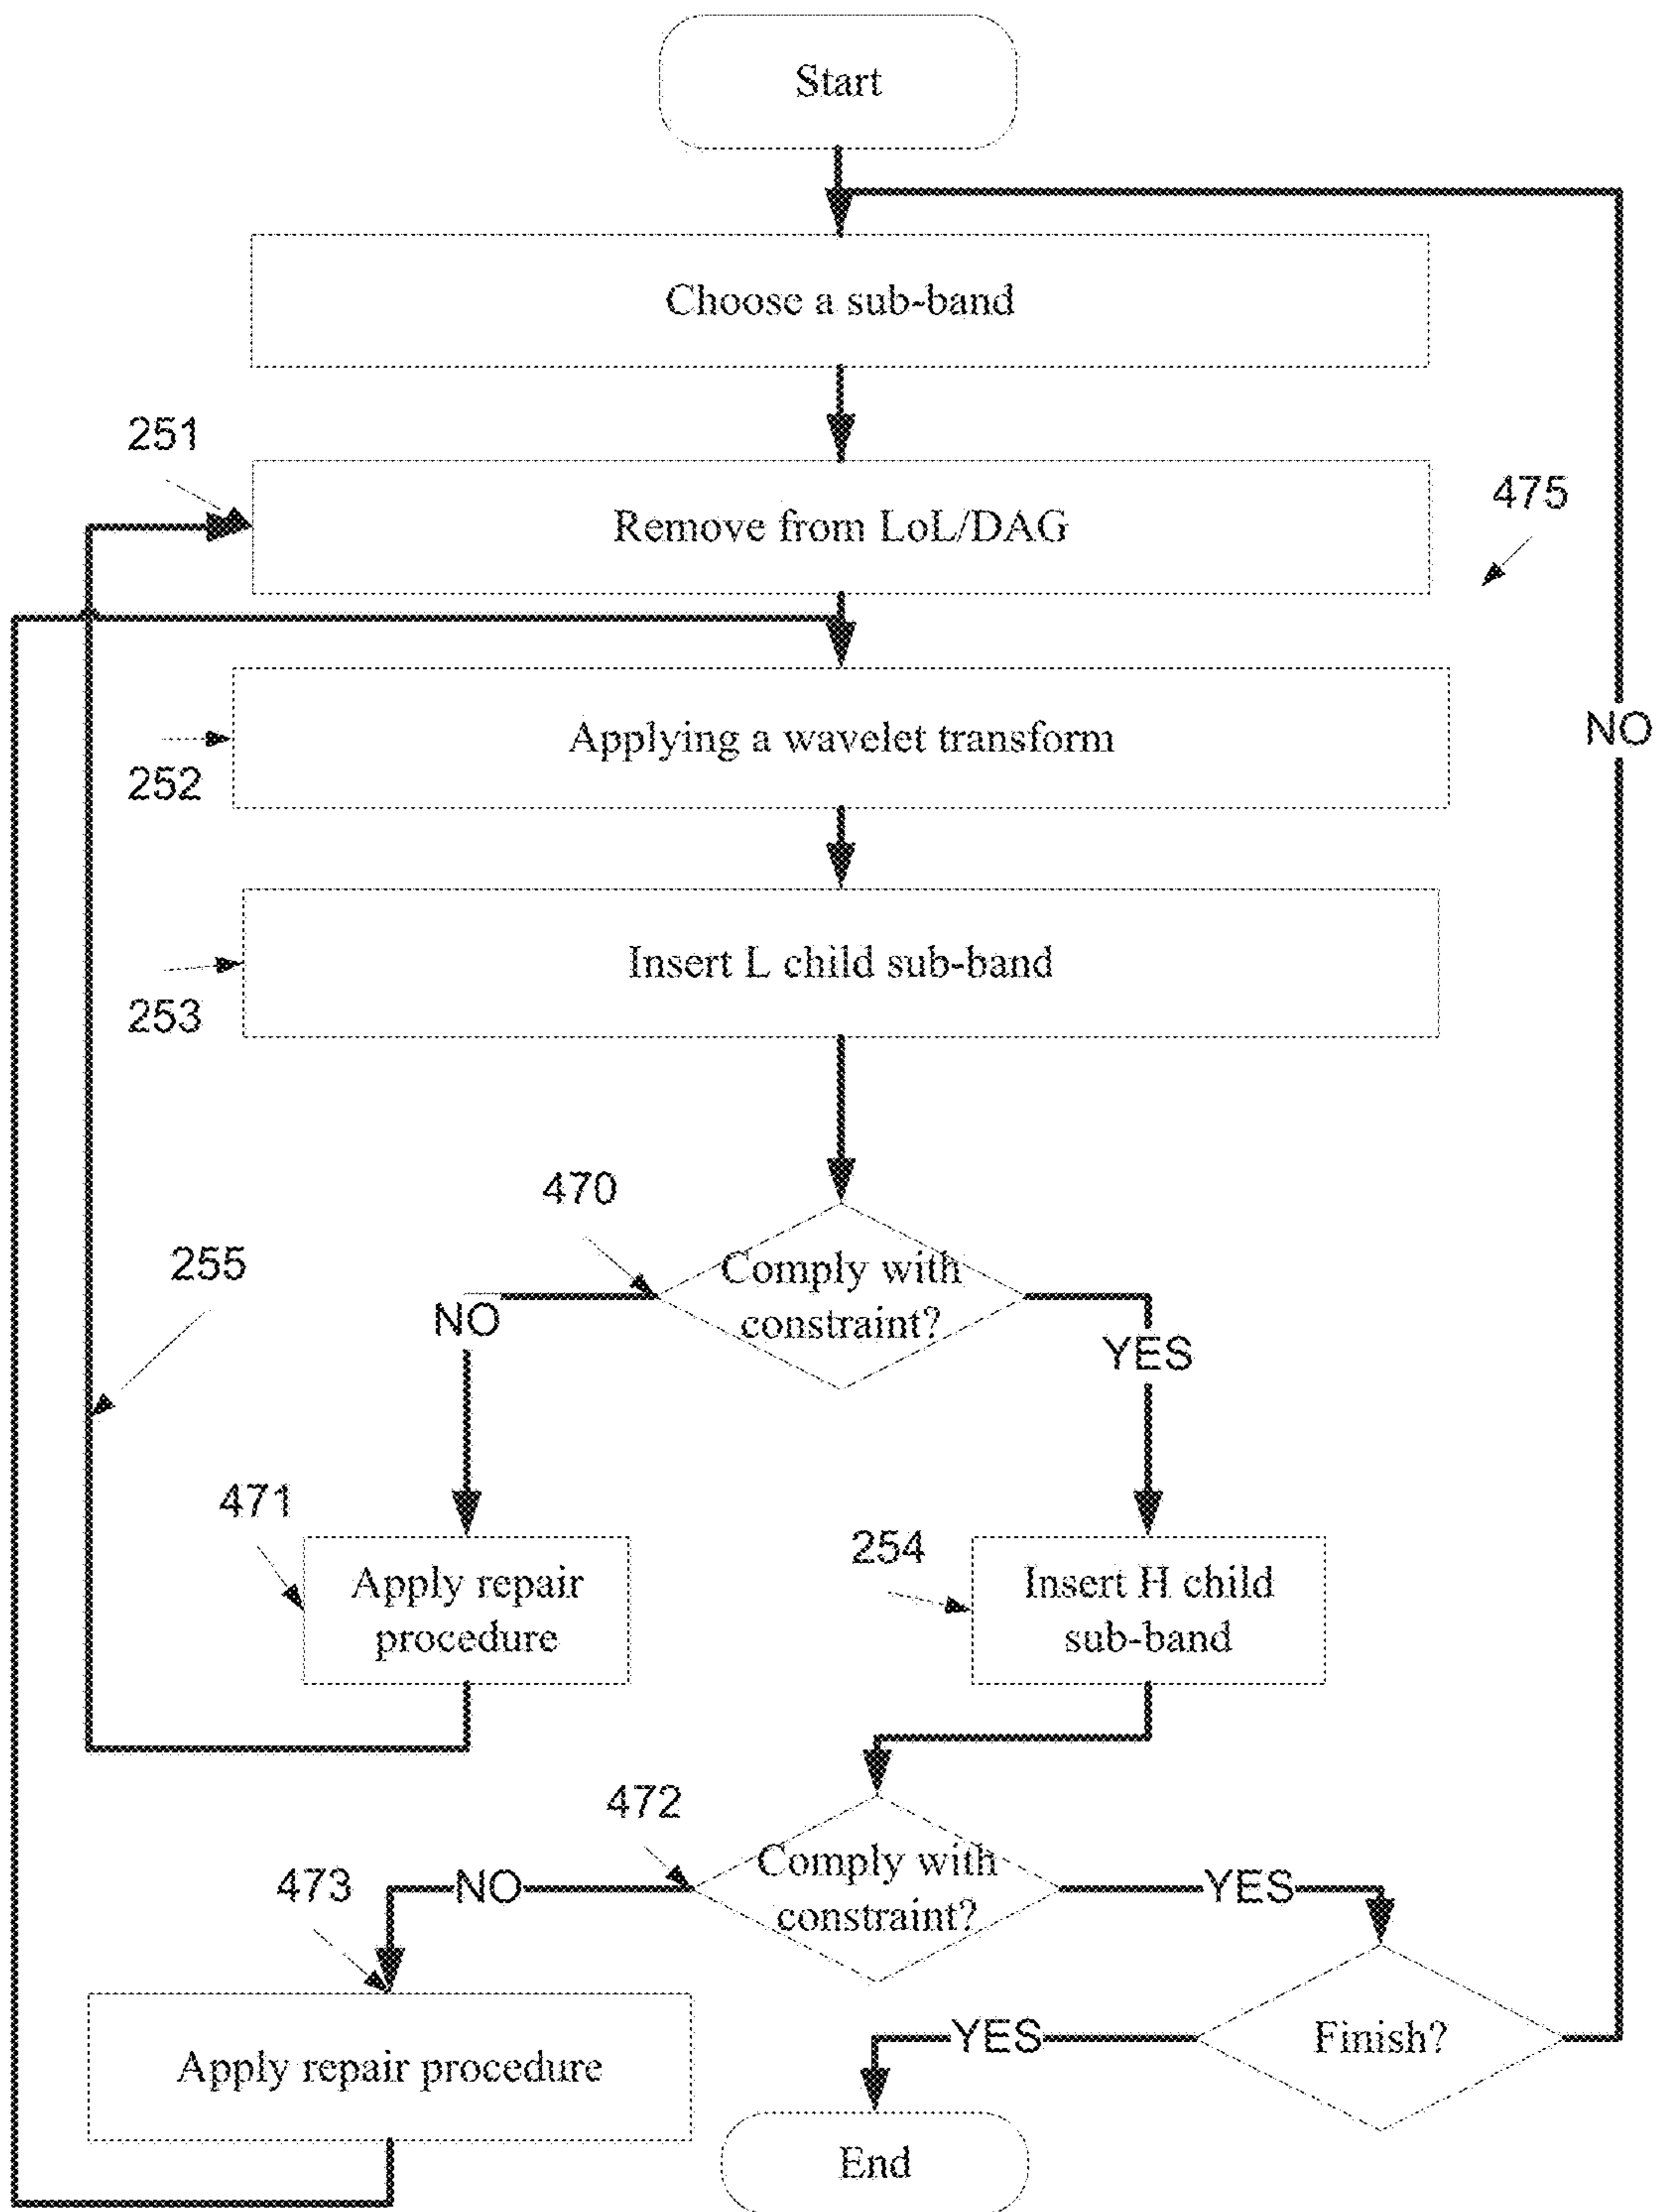 Start
Choose a sub-band
251
Remove from LoL/DAG
475
Applying a wavelet transform
252
NO
Insert L child sub-band
253
470
Comply with
constraint?
255
NO
YES
471
Apply repair
procedure
254
Insert H child
sub-band
472
Comply with
constraint?
473
NO
YES
Apply repair procedure
YES
Finish?
End